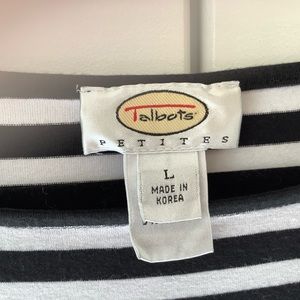 Talbots
PETITES
L
MADE IN
KOREA